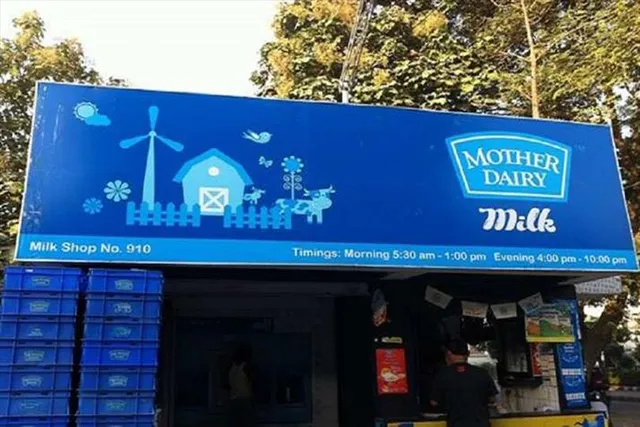 MOTHER
DAIRY
Milk
Milk Shop No. 910
Timings: Morning 5:30 am - 1:00 pm Evening 4:00 pm - 10:00 pm